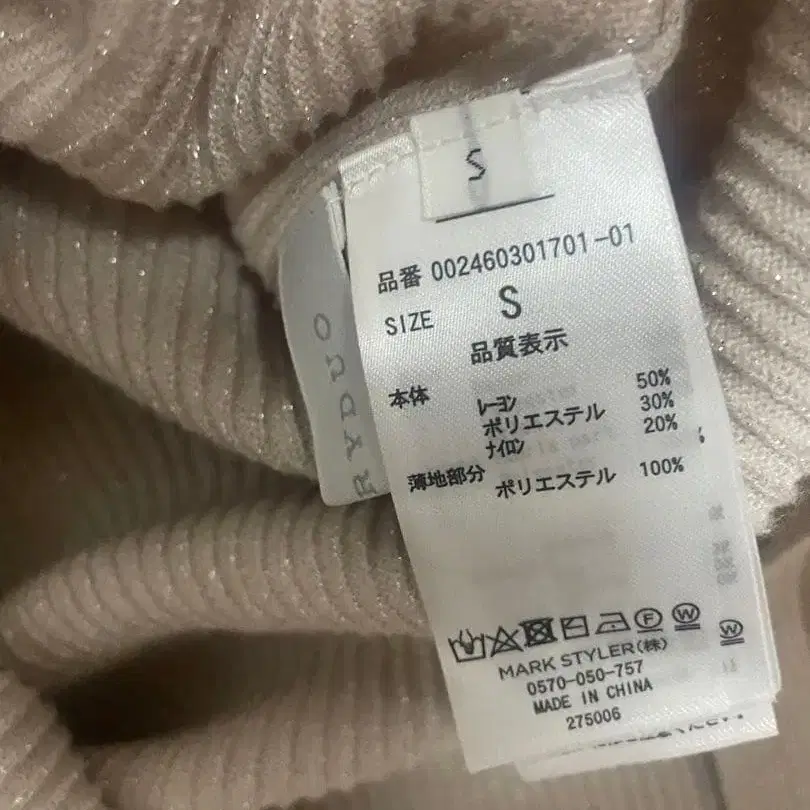 S
品番 002460301701-01
SIZE S
品質表示
本体 レーヨン 50%
ポリエステル 30%
ナイロン 20%
薄地部分 ポリエステル 100%
MARK STYLER(株)
0570-050-757
MADE IN CHINA
275006
RYDUO